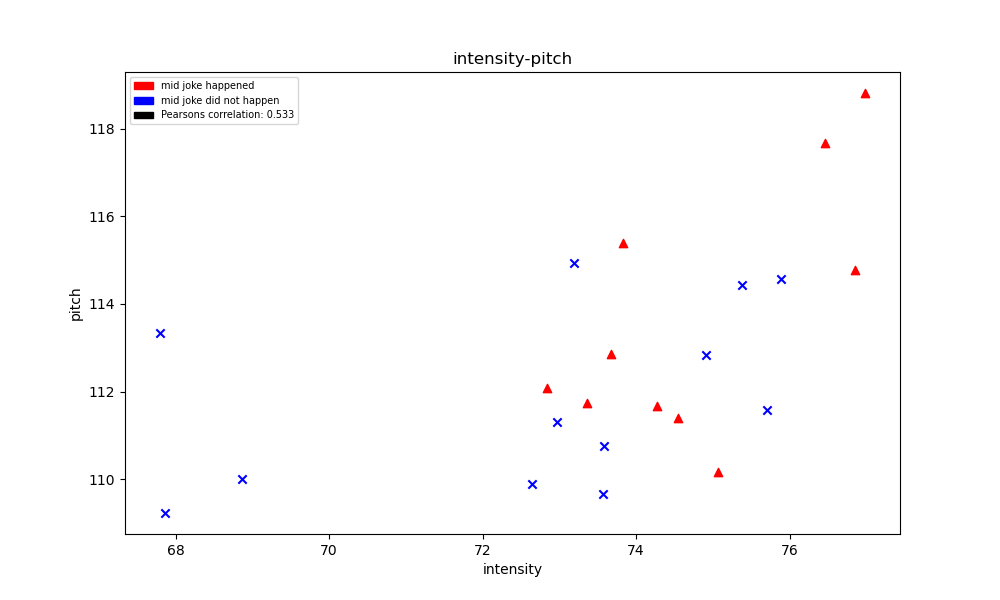 intensity-pitch
mid joke happened
mid joke did not happen
Pearsons correlation: 0.533
118
116
114
112
110
pitch
68 70 72 74 76
intensity